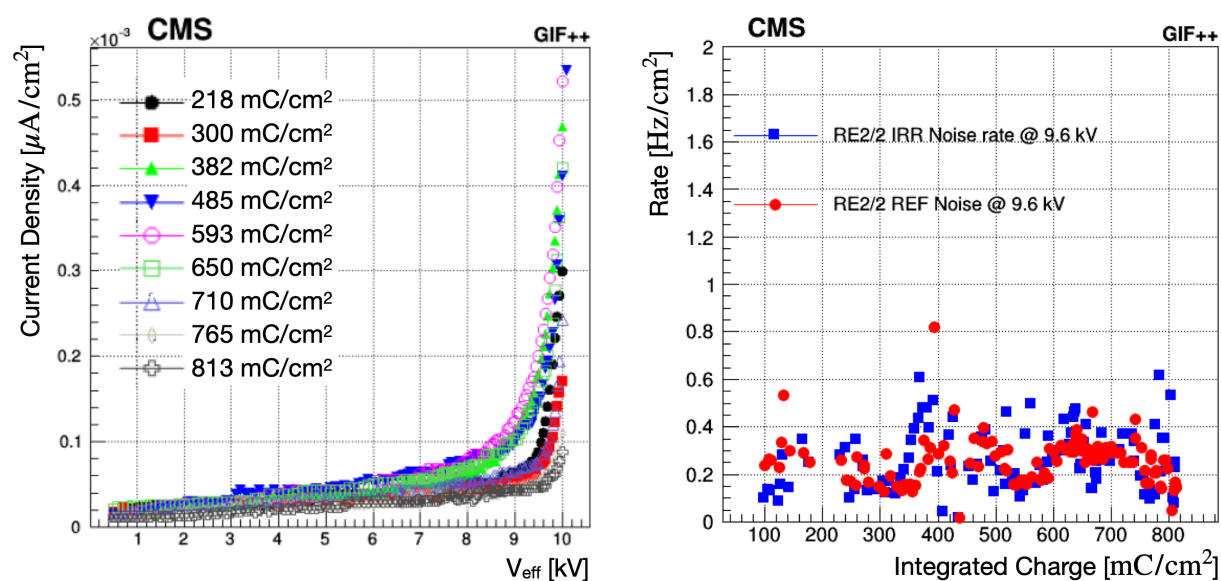 CMS
GIF++
×10⁻³
Current Density [μA/cm²]
0.5
0.4
0.3
0.2
0.1
0
218 mC/cm²
300 mC/cm²
382 mC/cm²
485 mC/cm²
593 mC/cm²
650 mC/cm²
710 mC/cm²
765 mC/cm²
813 mC/cm²
1 2 3 4 5 6 7 8 9 10
V_eff [kV]
CMS
GIF++
Rate [Hz/cm²]
2
1.8
1.6
1.4
1.2
1
0.8
0.6
0.4
0.2
0
RE2/2 IRR Noise rate @ 9.6 kV
RE2/2 REF Noise @ 9.6 kV
100 200 300 400 500 600 700 800
Integrated Charge [mC/cm²]